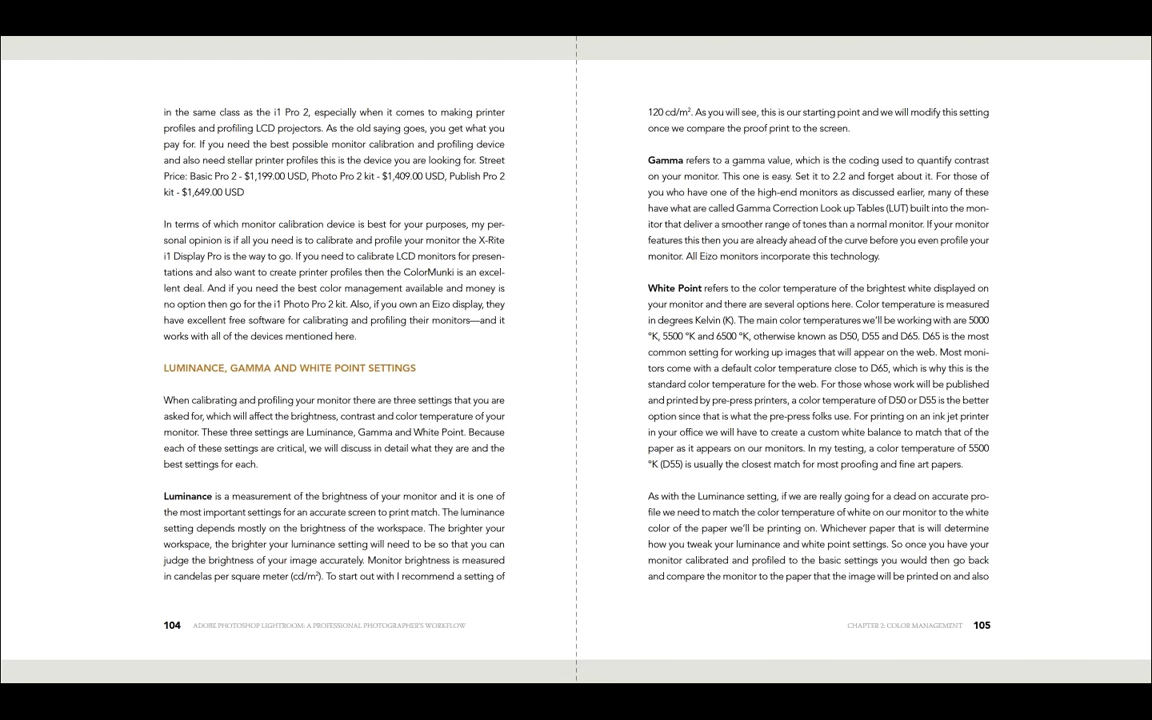 in the same class as the i1 Pro 2, especially when it comes to making printer
profiles and profiling LCD projectors. As the old saying goes, you get what you
pay for. If you need the best possible monitor calibration and profiling device
and also need stellar printer profiles this is the device you are looking for. Street
Price: Basic Pro 2 - $1,199.00 USD, Photo Pro 2 kit - $1,409.00 USD, Publish Pro 2
kit - $1,649.00 USD
In terms of which monitor calibration device is best for your purposes, my per-
sonal opinion is if all you need is to calibrate and profile your monitor the X-Rite
i1 Display Pro is the way to go. If you need to calibrate LCD monitors for presen-
tations and also want to create printer profiles then the ColorMunki is an excel-
lent deal. And if you need the best color management available and money is
no option then go for the i1 Photo Pro 2 kit. Also, if you own an Eizo display, they
have excellent free software for calibrating and profiling their monitors—and it
works with all of the devices mentioned here.
LUMINANCE, GAMMA AND WHITE POINT SETTINGS
When calibrating and profiling your monitor there are three settings that you are
asked for, which will affect the brightness, contrast and color temperature of your
monitor. These three settings are Luminance, Gamma and White Point. Because
each of these settings are critical, we will discuss in detail what they are and the
best settings for each.
Luminance is a measurement of the brightness of your monitor and it is one of
the most important settings for an accurate screen to print match. The luminance
setting depends mostly on the brightness of the workspace. The brighter your
workspace, the brighter your luminance setting will need to be so that you can
judge the brightness of your image accurately. Monitor brightness is measured
in candelas per square meter (cd/m²). To start out with I recommend a setting of
104 ADOBE PHOTOSHOP LIGHTROOM: A PROFESSIONAL PHOTOGRAPHER'S WORKFLOW
120 cd/m². As you will see, this is our starting point and we will modify this setting
once we compare the proof print to the screen.
Gamma refers to a gamma value, which is the coding used to quantify contrast
on your monitor. This one is easy. Set it to 2.2 and forget about it. For those of
you who have one of the high-end monitors as discussed earlier, many of these
have what are called Gamma Correction Look up Tables (LUT) built into the mon-
itor that deliver a smoother range of tones than a normal monitor. If your monitor
features this then you are already ahead of the curve before you even profile your
monitor. All Eizo monitors incorporate this technology.
White Point refers to the color temperature of the brightest white displayed on
your monitor and there are several options here. Color temperature is measured
in degrees Kelvin (K). The main color temperatures we'll be working with are 5000
°K, 5500 °K and 6500 °K, otherwise known as D50, D55 and D65. D65 is the most
common setting for working up images that will appear on the web. Most moni-
tors come with a default color temperature close to D65, which is why this is the
standard color temperature for the web. For those whose work will be published
and printed by pre-press printers, a color temperature of D50 or D55 is the better
option since that is what the pre-press folks use. For printing on an ink jet printer
in your office we will have to create a custom white balance to match that of the
paper as it appears on our monitors. In my testing, a color temperature of 5500
°K (D55) is usually the closest match for most proofing and fine art papers.
As with the Luminance setting, if we are really going for a dead on accurate pro-
file we need to match the color temperature of white on our monitor to the white
color of the paper we'll be printing on. Whichever paper that is will determine
how you tweak your luminance and white point settings. So once you have your
monitor calibrated and profiled to the basic settings you would then go back
and compare the monitor to the paper that the image will be printed on and also
CHAPTER 2: COLOR MANAGEMENT 105